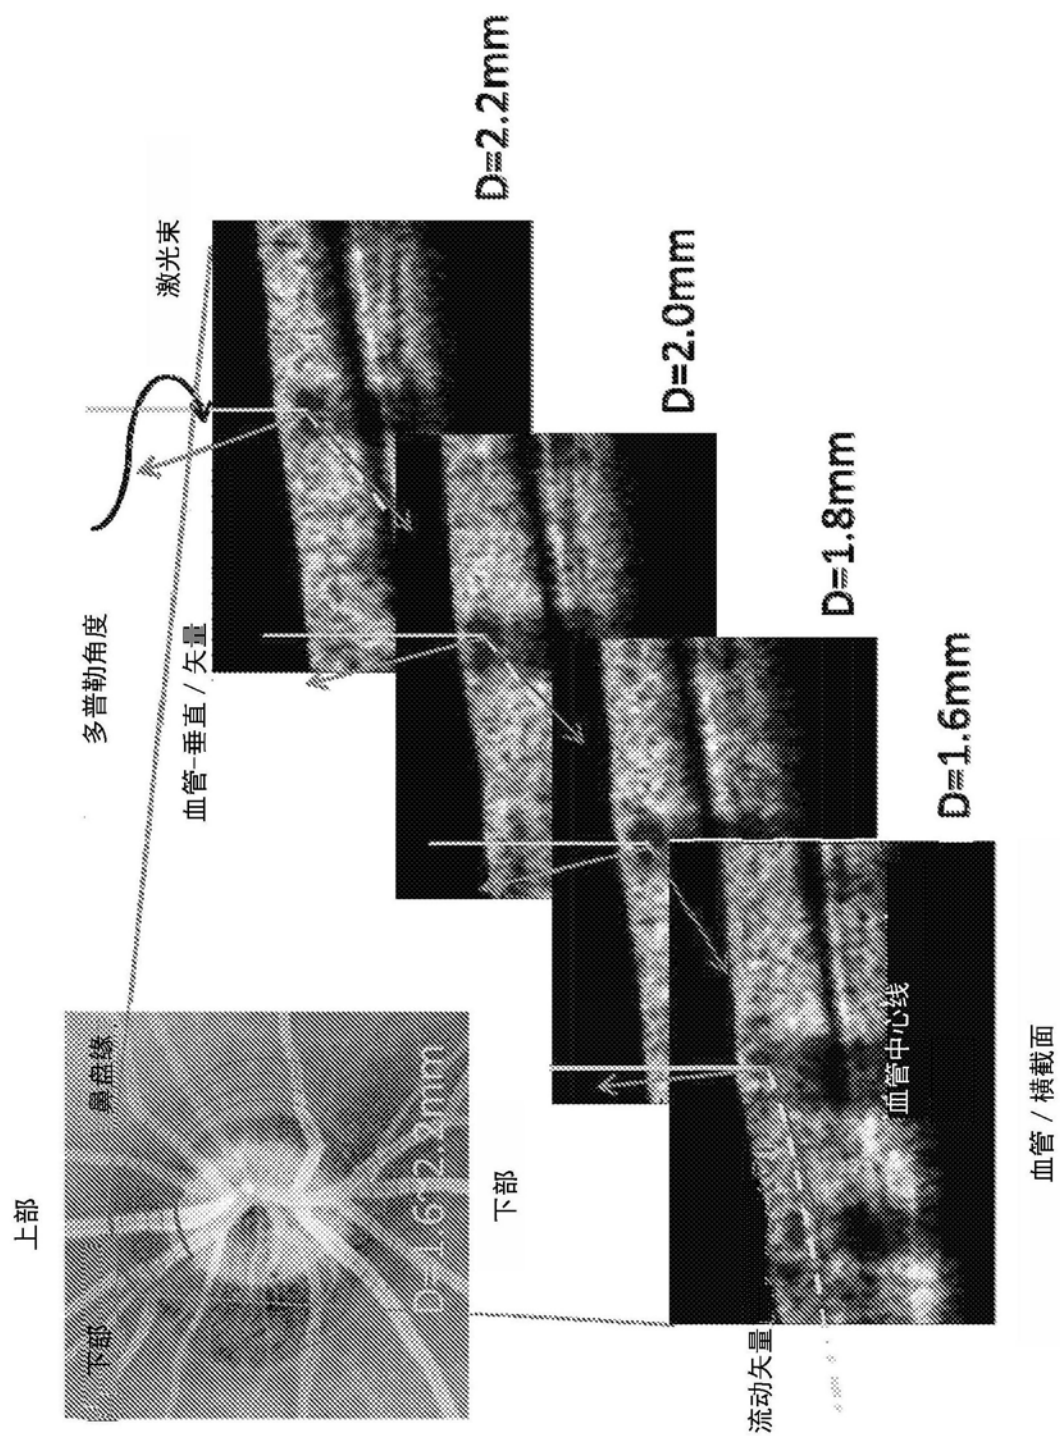 上部
多普勒角度
下部
鼻盘缘
血管-垂直 / 矢量
激光束
D=1.6至2.2mm
下部
D=2.2mm
D=2.0mm
流动矢量
D=1.8mm
血管中心线
D=1.6mm
血管 / 横截面